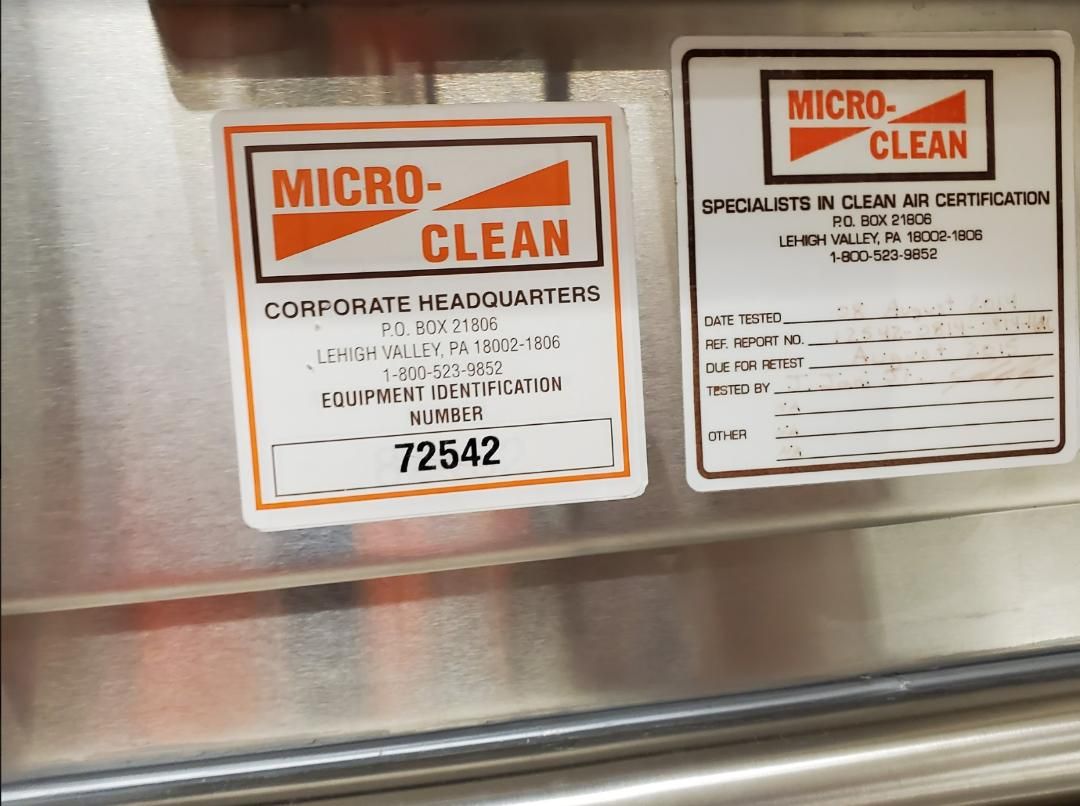 MICRO-
CLEAN
CORPORATE HEADQUARTERS
P.O. BOX 21806
LEHIGH VALLEY, PA 18002-1806
1-800-523-9852
EQUIPMENT IDENTIFICATION
NUMBER
72542
MICRO-
CLEAN
SPECIALISTS IN CLEAN AIR CERTIFICATION
P.O. BOX 21806
LEHIGH VALLEY, PA 18002-1806
1-800-523-9852
DATE TESTED August
REF. REPORT NO.
DUE FOR RETEST August
TESTED BY
OTHER